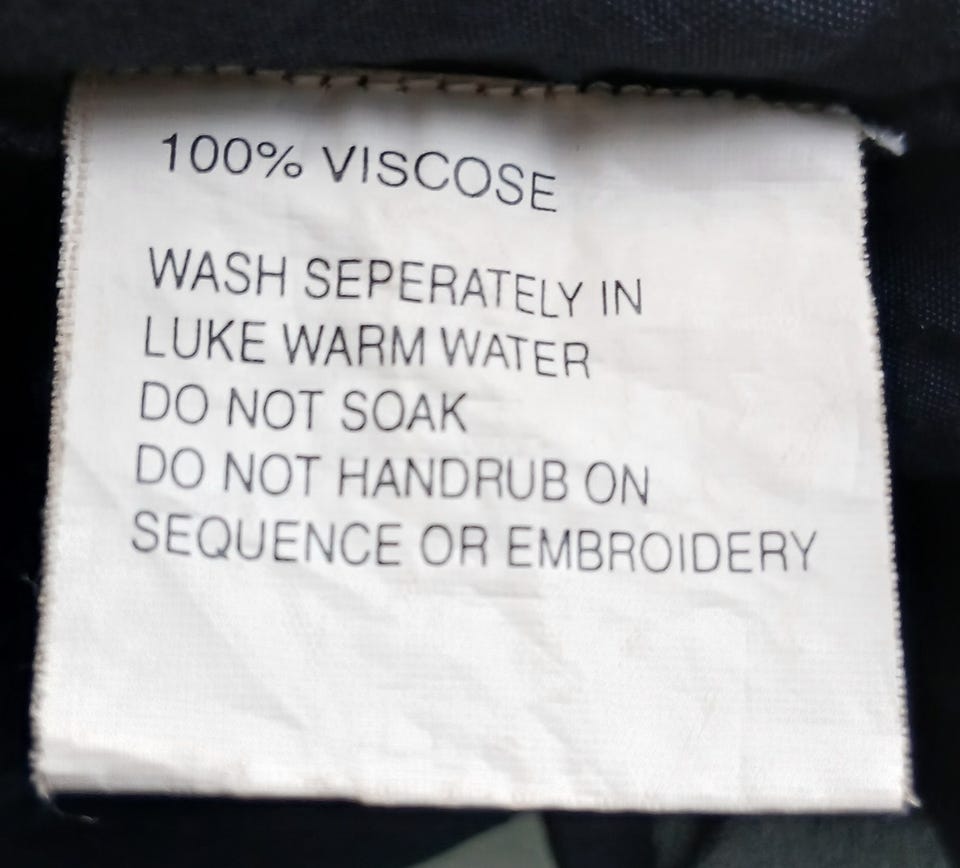 100% VISCOSE
WASH SEPERATELY IN
LUKE WARM WATER
DO NOT SOAK
DO NOT HANDRUB ON
SEQUENCE OR EMBROIDERY